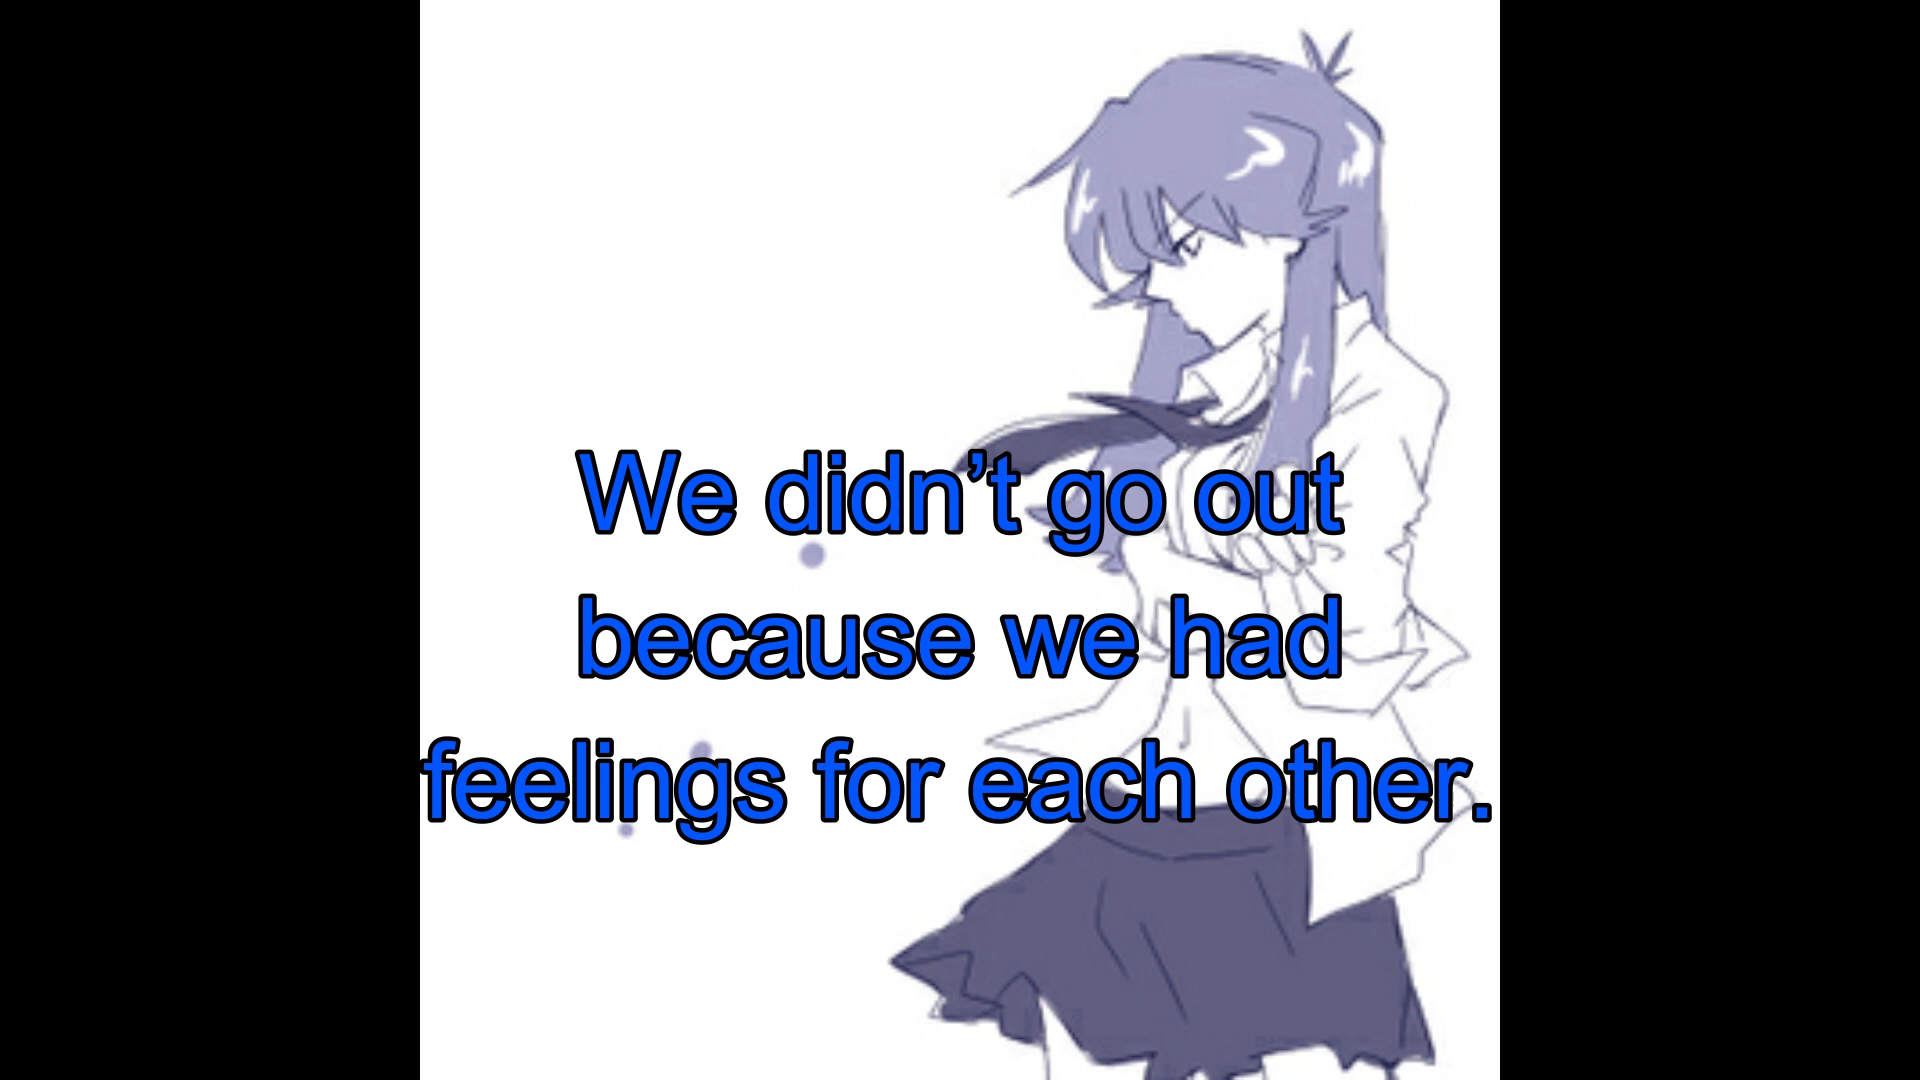 We didn’t go out
because we had
feelings for each other.